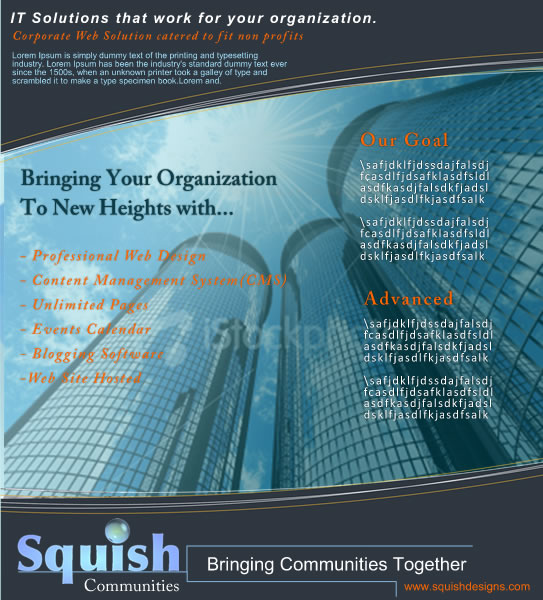 IT Solutions that work for your organization.
Corporate Web Solution catered to fit non profits
Lorem Ipsum is simply dummy text of the printing and typesetting
industry. Lorem Ipsum has been the industry's standard dummy text ever
since the 1500s, when an unknown printer took a galley of type and
scrambled it to make a type specimen book.Lorem and.
Bringing Your Organization
To New Heights with...
- Professional Web Design
- Content Management System(CMS)
- Unlimited Pages
- Events Calendar
- Blogging Software
-Web Site Hosted
Our Goal
\safjdklfjdssdajfalsdj
fcasdlfjdsafklasdfsldl
asdfkasdjfalsdkfjadsl
dsklfjasdlfkjasdfsalk
\safjdklfjdssdajfalsdj
fcasdlfjdsafklasdfsldl
asdfkasdjfalsdkfjadsl
dsklfjasdlfkjasdfsalk
Advanced
\safjdklfjdssdajfalsdj
fcasdlfjdsafklasdfsldl
asdfkasdjfalsdkfjadsl
dsklfjasdlfkjasdfsalk
\safjdklfjdssdajfalsdj
fcasdlfjdsafklasdfsldl
asdfkasdjfalsdkfjadsl
dsklfjasdlfkjasdfsalk
Squish
Communities
Bringing Communities Together
www.squishdesigns.com